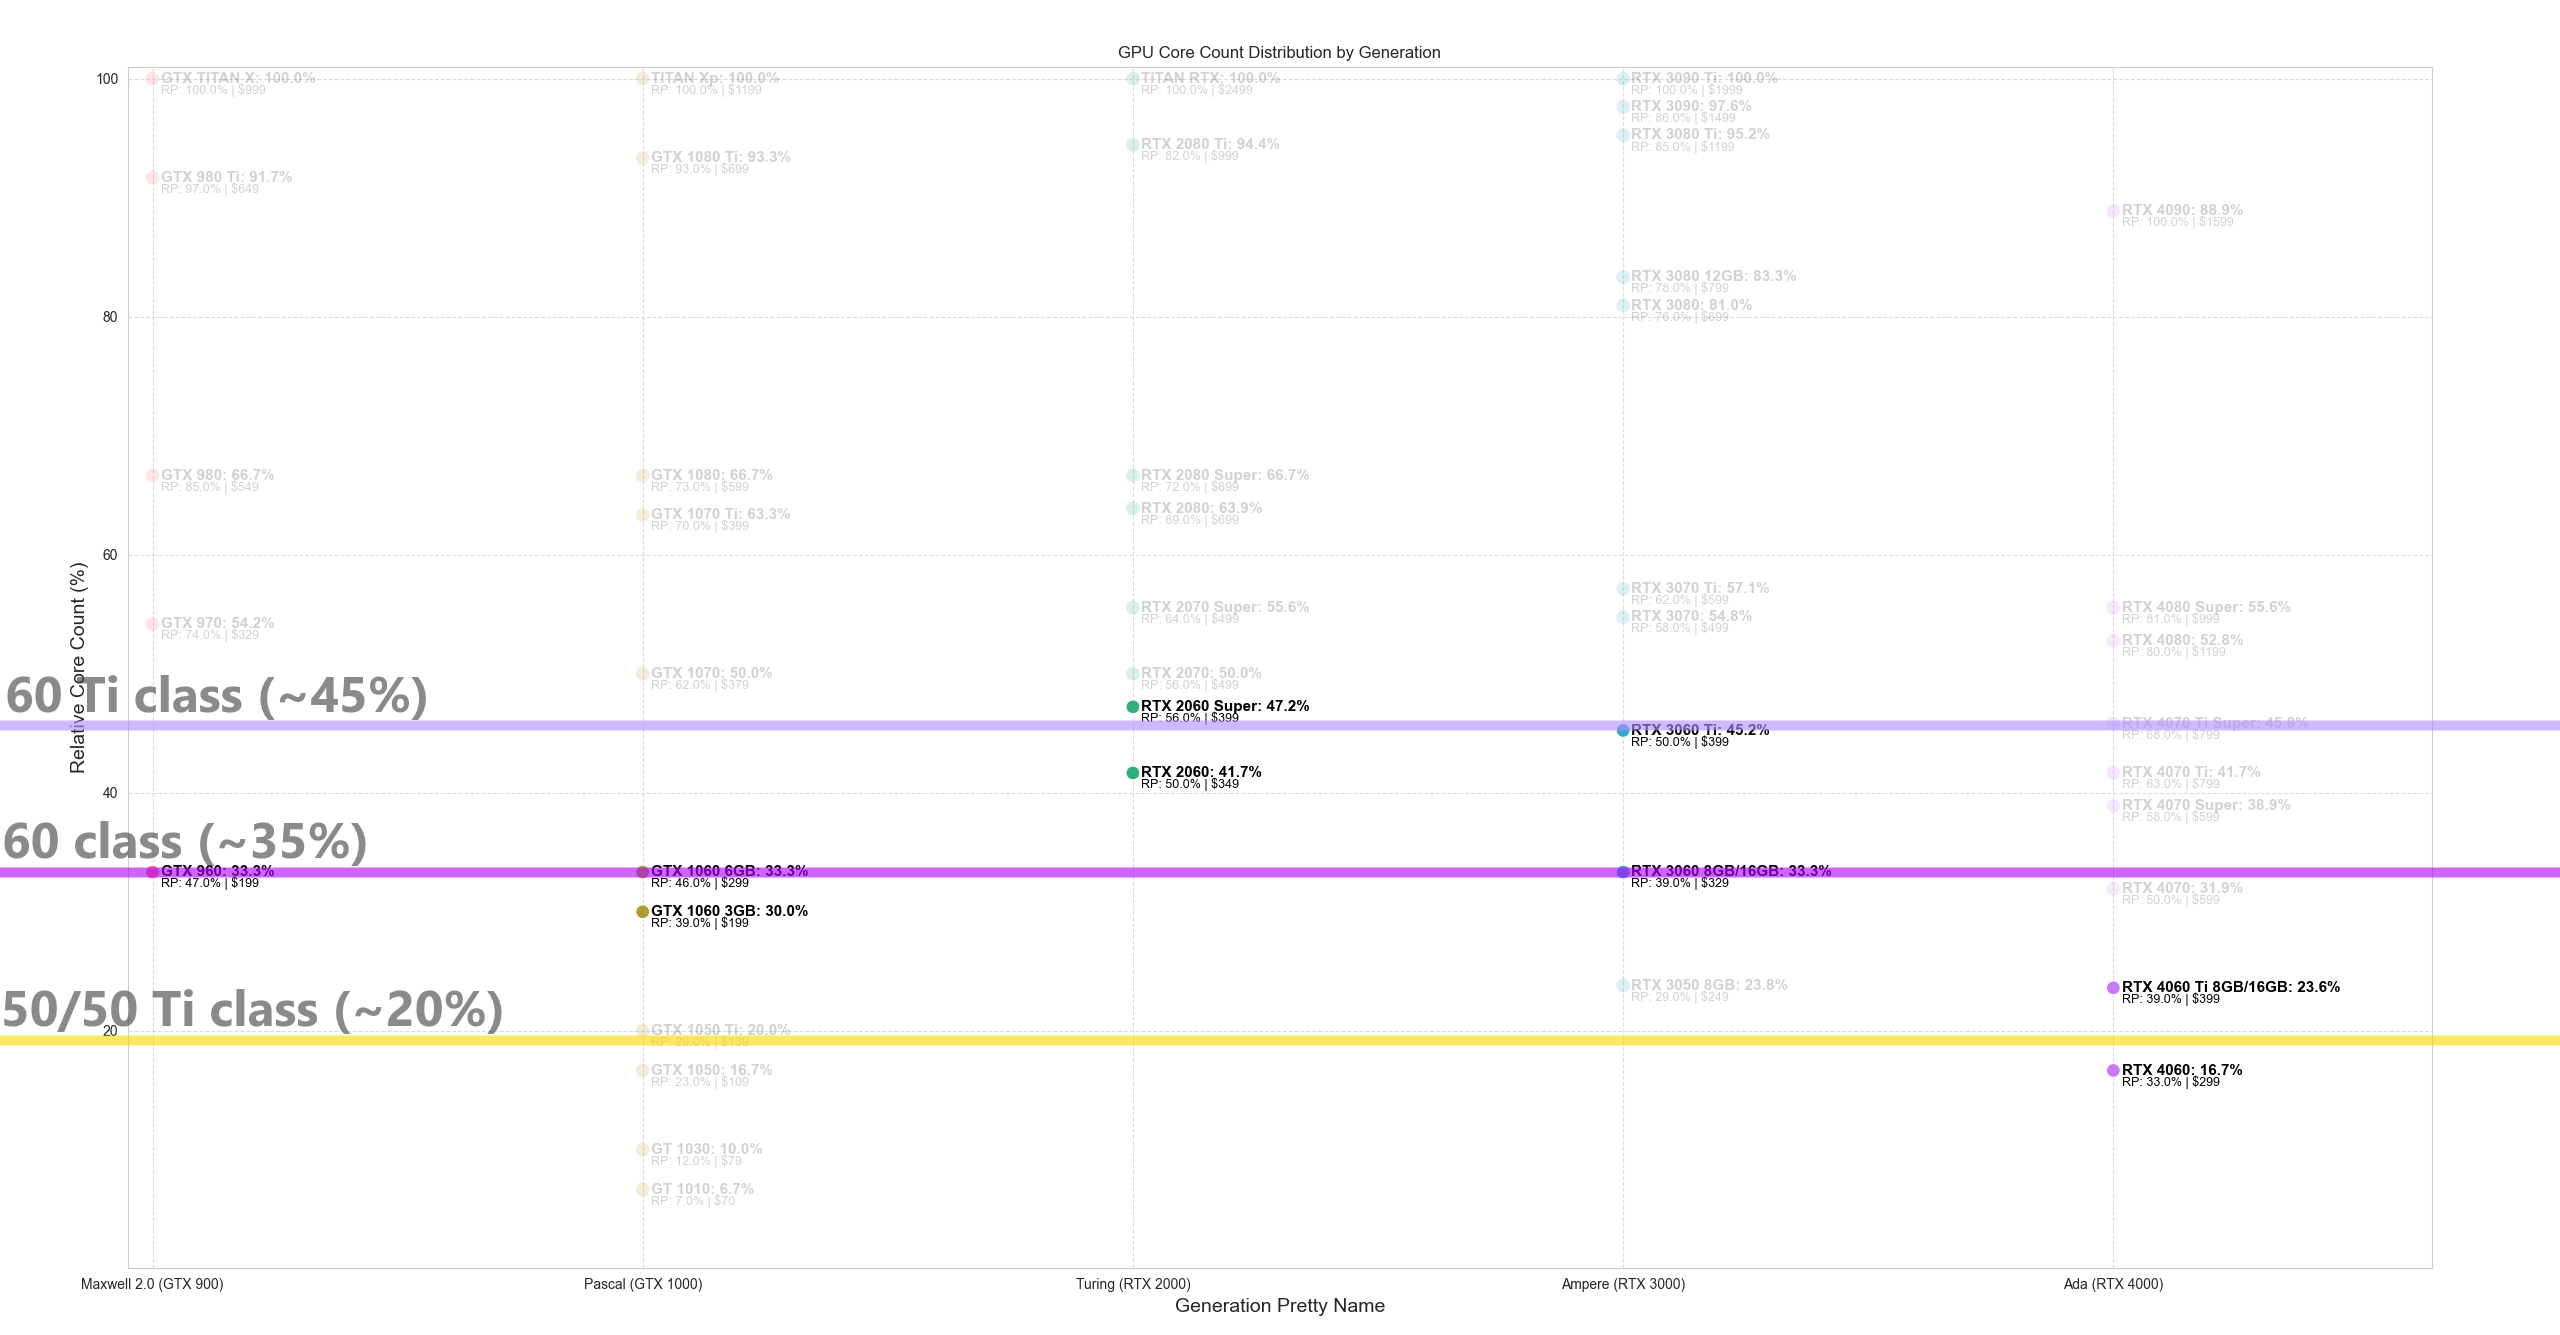 GPU Core Count Distribution by Generation
Relative Core Count (%)
100
80
60
40
20
GTX TITAN X: 100.0%
RP: 100.0% | $999
GTX 980 Ti: 91.7%
RP: 97.0% | $649
GTX 980: 66.7%
RP: 85.0% | $549
GTX 970: 54.2%
RP: 74.0% | $329
60 Ti class (~45%)
60 class (~35%)
GTX 960: 33.3%
RP: 47.0% | $199
50/50 Ti class (~20%)
TITAN Xp: 100.0%
RP: 100.0% | $1199
GTX 1080 Ti: 93.3%
RP: 93.0% | $699
GTX 1080: 66.7%
RP: 73.0% | $599
GTX 1070 Ti: 63.3%
RP: 70.0% | $399
GTX 1070: 50.0%
RP: 62.0% | $379
GTX 1060 6GB: 33.3%
RP: 46.0% | $299
GTX 1060 3GB: 30.0%
RP: 39.0% | $199
GTX 1050 Ti: 20.0%
RP: 29.0% | $139
GTX 1050: 16.7%
RP: 23.0% | $109
GT 1030: 10.0%
RP: 12.0% | $79
GT 1010: 6.7%
RP: 7.0% | $70
TITAN RTX: 100.0%
RP: 100.0% | $2499
RTX 2080 Ti: 94.4%
RP: 82.0% | $999
RTX 2080 Super: 66.7%
RP: 72.0% | $699
RTX 2080: 63.9%
RP: 69.0% | $699
RTX 2070 Super: 55.6%
RP: 64.0% | $499
RTX 2070: 50.0%
RP: 56.0% | $499
RTX 2060 Super: 47.2%
RP: 56.0% | $399
RTX 2060: 41.7%
RP: 50.0% | $349
RTX 3090 Ti: 100.0%
RP: 100.0% | $1999
RTX 3090: 97.6%
RP: 86.0% | $1499
RTX 3080 Ti: 95.2%
RP: 85.0% | $1199
RTX 3080 12GB: 83.3%
RP: 78.0% | $799
RTX 3080: 81.0%
RP: 76.0% | $699
RTX 3070 Ti: 57.1%
RP: 62.0% | $599
RTX 3070: 54.8%
RP: 58.0% | $499
RTX 3060 Ti: 45.2%
RP: 50.0% | $399
RTX 3060 8GB/16GB: 33.3%
RP: 39.0% | $329
RTX 3050 8GB: 23.8%
RP: 29.0% | $249
RTX 4090: 88.9%
RP: 100.0% | $1599
RTX 4080 Super: 55.6%
RP: 81.0% | $999
RTX 4080: 52.8%
RP: 80.0% | $1199
RTX 4070 Ti Super: 45.8%
RP: 68.0% | $799
RTX 4070 Ti: 41.7%
RP: 63.0% | $799
RTX 4070 Super: 38.9%
RP: 58.0% | $599
RTX 4070: 31.9%
RP: 50.0% | $599
RTX 4060 Ti 8GB/16GB: 23.6%
RP: 39.0% | $399
RTX 4060: 16.7%
RP: 33.0% | $299
Maxwell 2.0 (GTX 900)
Pascal (GTX 1000)
Turing (RTX 2000)
Ampere (RTX 3000)
Ada (RTX 4000)
Generation Pretty Name